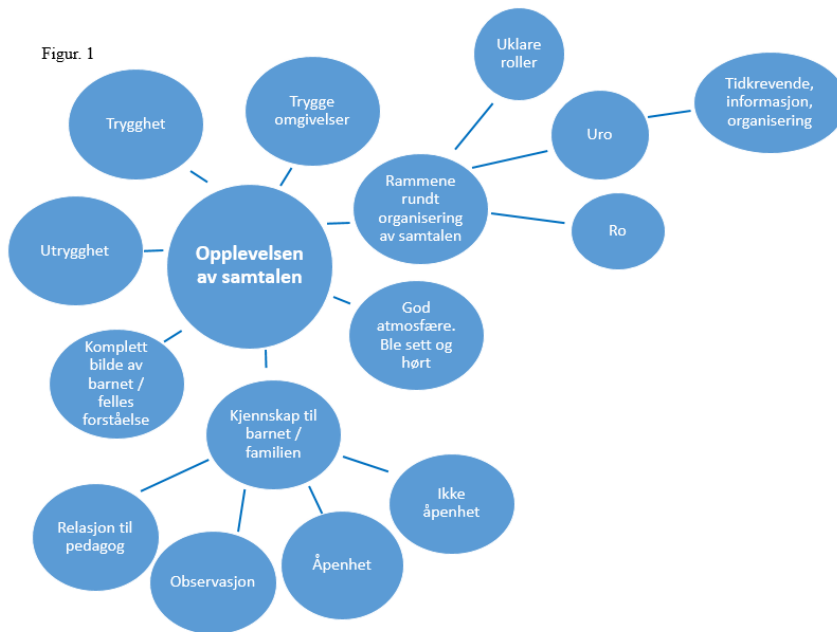 Figur. 1
Uklare
roller
Trygghet
Trygge
omgivelser
Tidkrevende,
informasjon,
organisering
Uro
Rammene
rundt
organisering
av samtalen
Ro
Utrygghet
Opplevelsen
av samtalen
God
atmosfære.
Ble sett og
hørt
Komplett
bilde av
barnet /
felles
forståelse
Kjennskap til
barnet /
familien
Ikke
åpenhet
Relasjon til
pedagog
Observasjon
Åpenhet